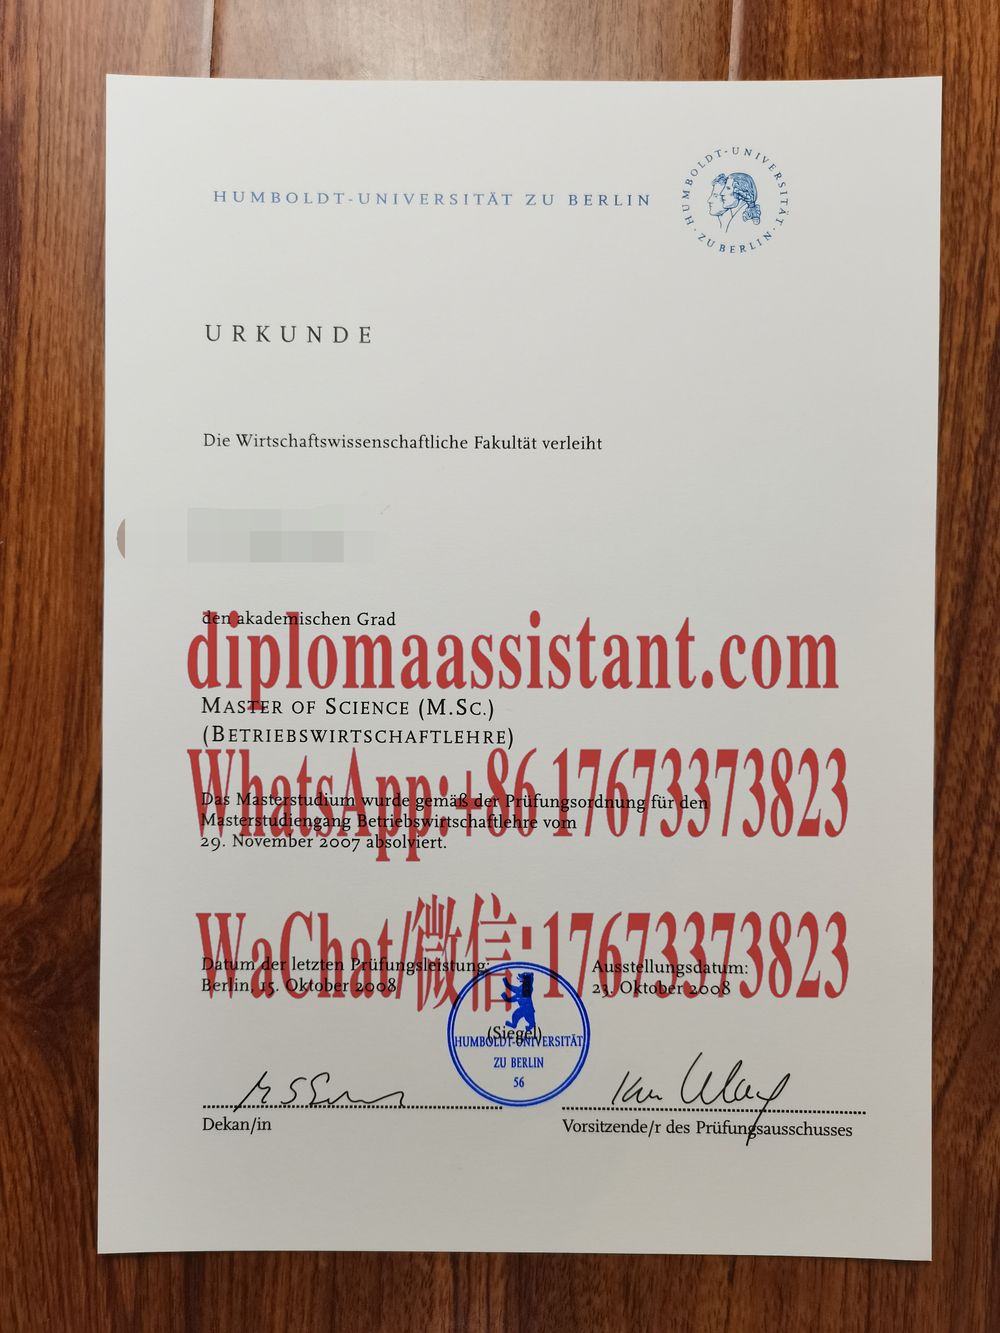 HUMBOLDT-UNIVERSITÄT ZU BERLIN
HUMBOLDT-UNIVERSITÄT · ZU BERLIN ·
URKUNDE
Die Wirtschaftswissenschaftliche Fakultät verleiht
den akademischen Grad
diplomaassistant.com
MASTER OF SCIENCE (M.SC.)
(BETRIEBSWIRTSCHAFTLEHRE)
WhatsApp:+86 17673373823
Das Masterstudium wurde gemäß der Prüfungsordnung für den
Masterstudiengang Betriebswirtschaftlehre vom
29. November 2007 absolviert.
WaChat/微信:17673373823
Datum der letzten Prüfungsleistung:
Berlin, 15. Oktober 2008
Ausstellungsdatum:
23. Oktober 2008
(Siegel)
HUMBOLDT-UNIVERSITÄT
ZU BERLIN
56
Dekan/in
Vorsitzende/r des Prüfungsausschusses